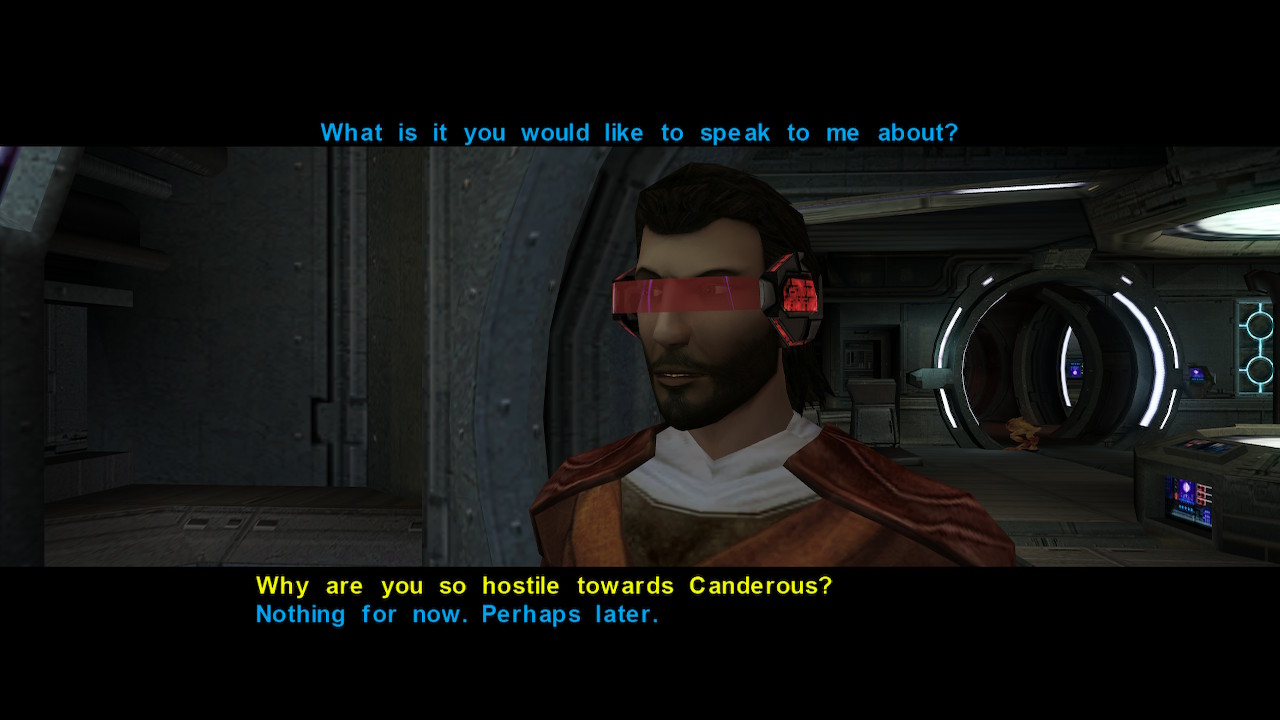 What is it you would like to speak to me about?
Why are you so hostile towards Canderous?
Nothing for now. Perhaps later.